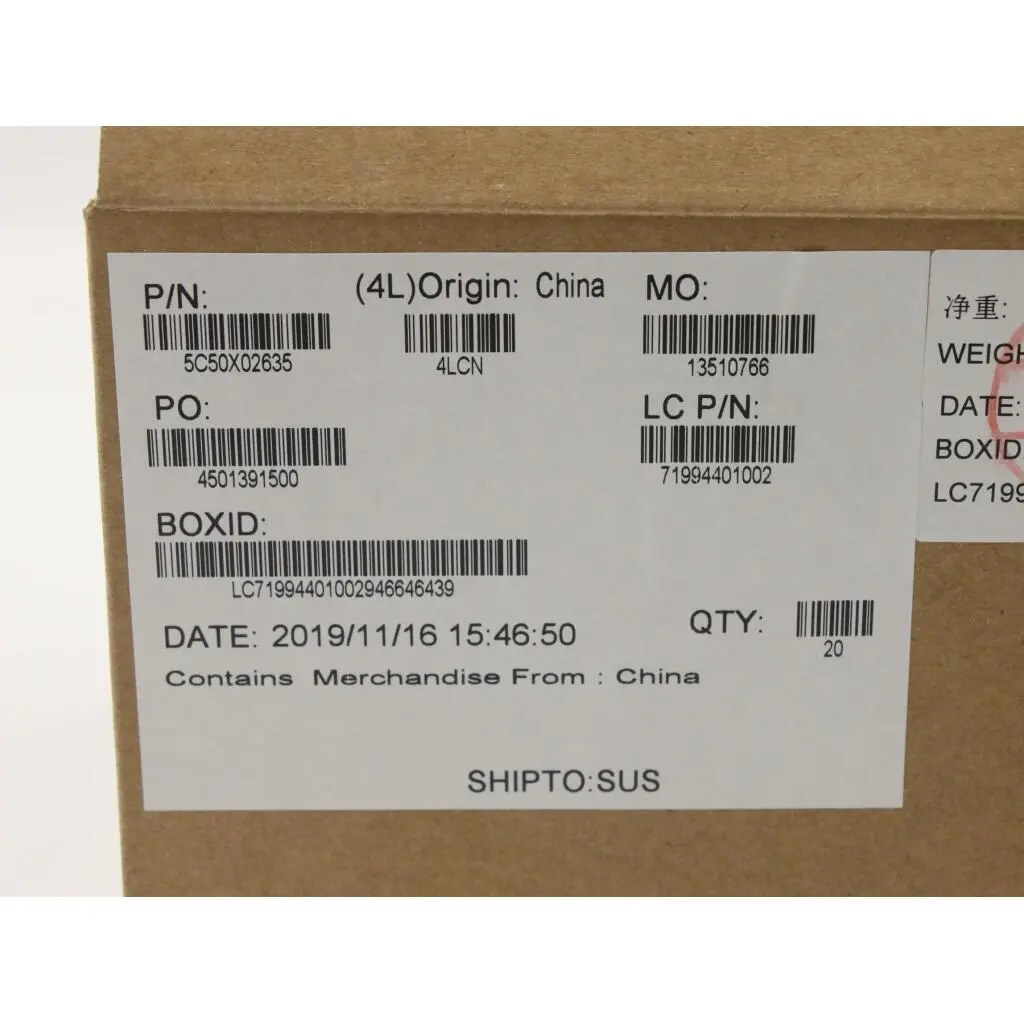 P/N:
(4L)Origin: China
MO:
5C50X02635
4LCN
13510766
PO:
LC P/N:
4501391500
71994401002
BOXID:
LC71994401002946646439
DATE: 2019/11/16 15:46:50
QTY:
20
Contains Merchandise From : China
SHIPTO:SUS
净重:
WEIGH
DATE:
BOXID
LC7199